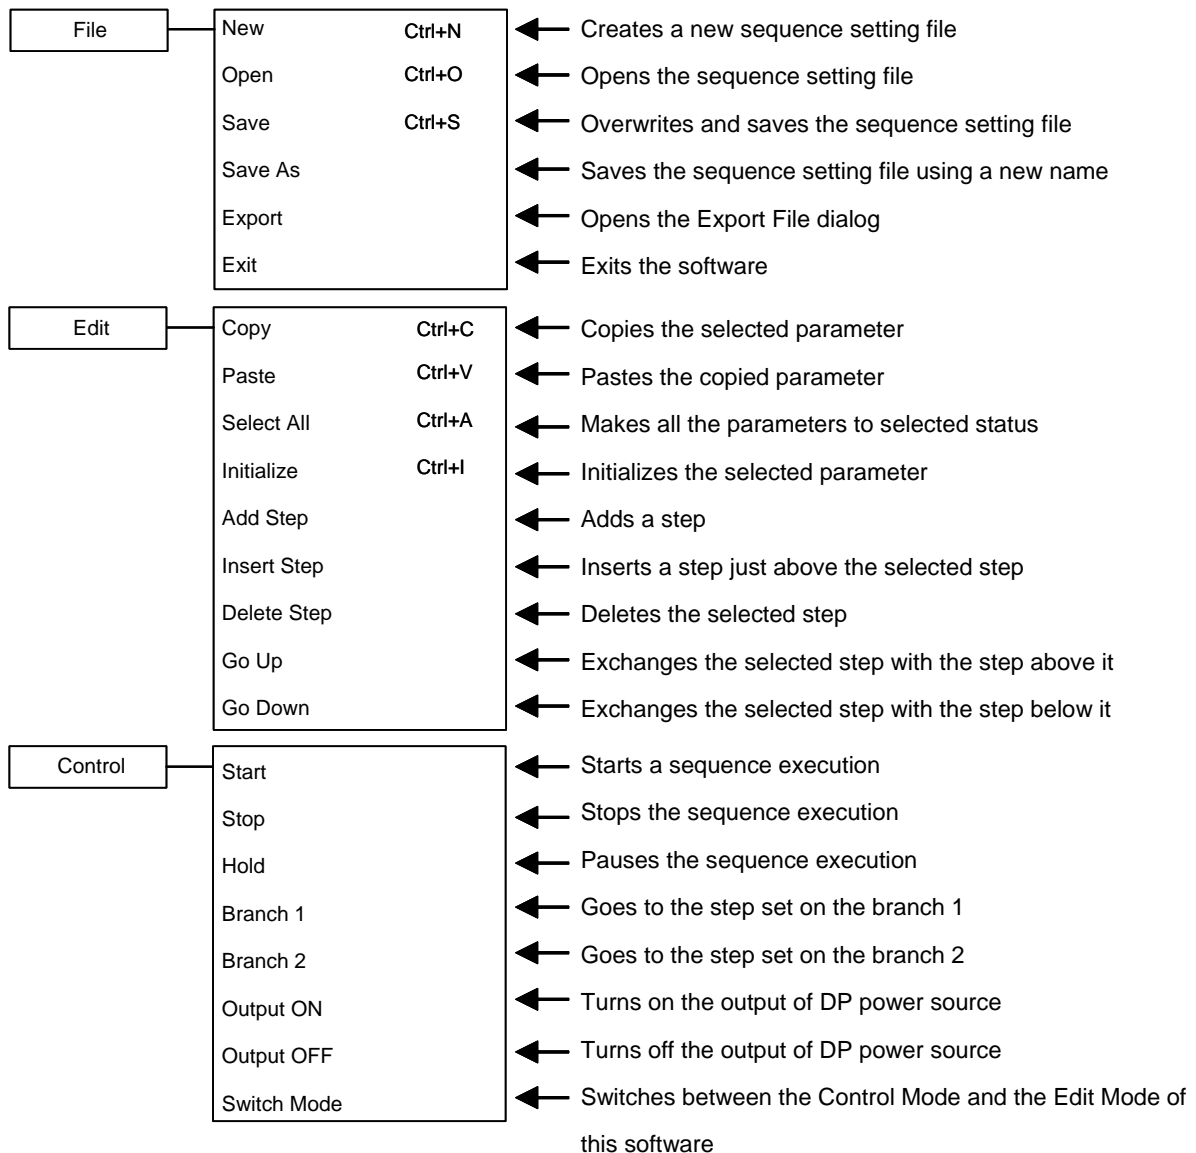 File
New Ctrl+N Creates a new sequence setting file
Open Ctrl+O Opens the sequence setting file
Save Ctrl+S Overwrites and saves the sequence setting file
Save As Saves the sequence setting file using a new name
Export Opens the Export File dialog
Exit Exits the software
Edit
Copy Ctrl+C Copies the selected parameter
Paste Ctrl+V Pastes the copied parameter
Select All Ctrl+A Makes all the parameters to selected status
Initialize Ctrl+I Initializes the selected parameter
Add Step Adds a step
Insert Step Inserts a step just above the selected step
Delete Step Deletes the selected step
Go Up Exchanges the selected step with the step above it
Go Down Exchanges the selected step with the step below it
Control
Start Starts a sequence execution
Stop Stops the sequence execution
Hold Pauses the sequence execution
Branch 1 Goes to the step set on the branch 1
Branch 2 Goes to the step set on the branch 2
Output ON Turns on the output of DP power source
Output OFF Turns off the output of DP power source
Switch Mode Switches between the Control Mode and the Edit Mode of
this software